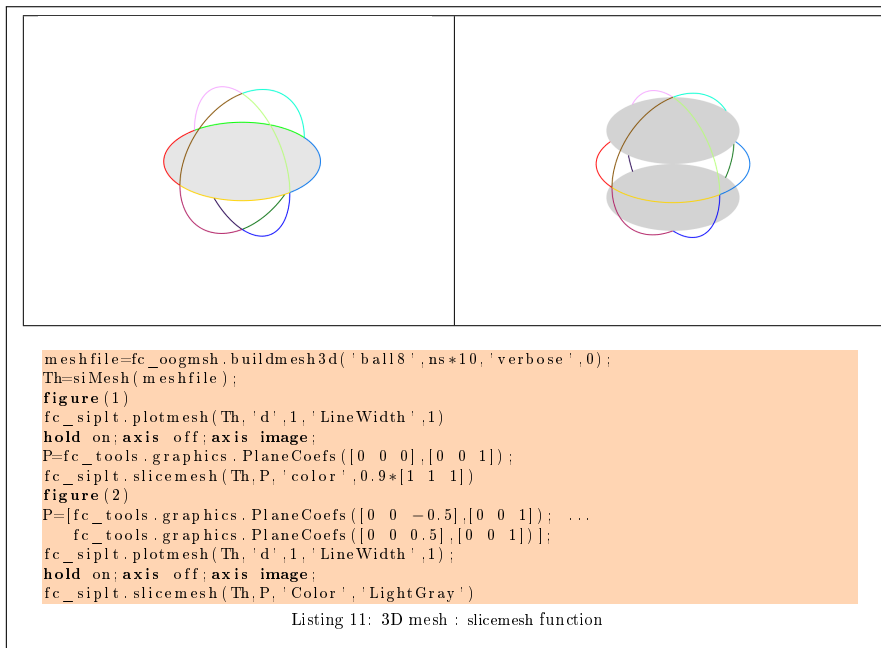 meshfile=fc_oogmsh.buildmesh3d('ball8',ns*10,'verbose',0);
Th=siMesh(meshfile);
figure(1)
fc_siplt.plotmesh(Th,'d',1,'LineWidth',1)
hold on;axis off;axis image;
P=fc_tools.graphics.PlaneCoefs([0 0 0],[0 0 1]);
fc_siplt.slicemesh(Th,P,'color',0.9*[1 1 1])
figure(2)
P=[fc_tools.graphics.PlaneCoefs([0 0 −0.5],[0 0 1]); ...
fc_tools.graphics.PlaneCoefs([0 0 0.5],[0 0 1])];
fc_siplt.plotmesh(Th,'d',1,'LineWidth',1);
hold on;axis off;axis image;
fc_siplt.slicemesh(Th,P,'Color','LightGray')
Listing 11: 3D mesh : slicemesh function